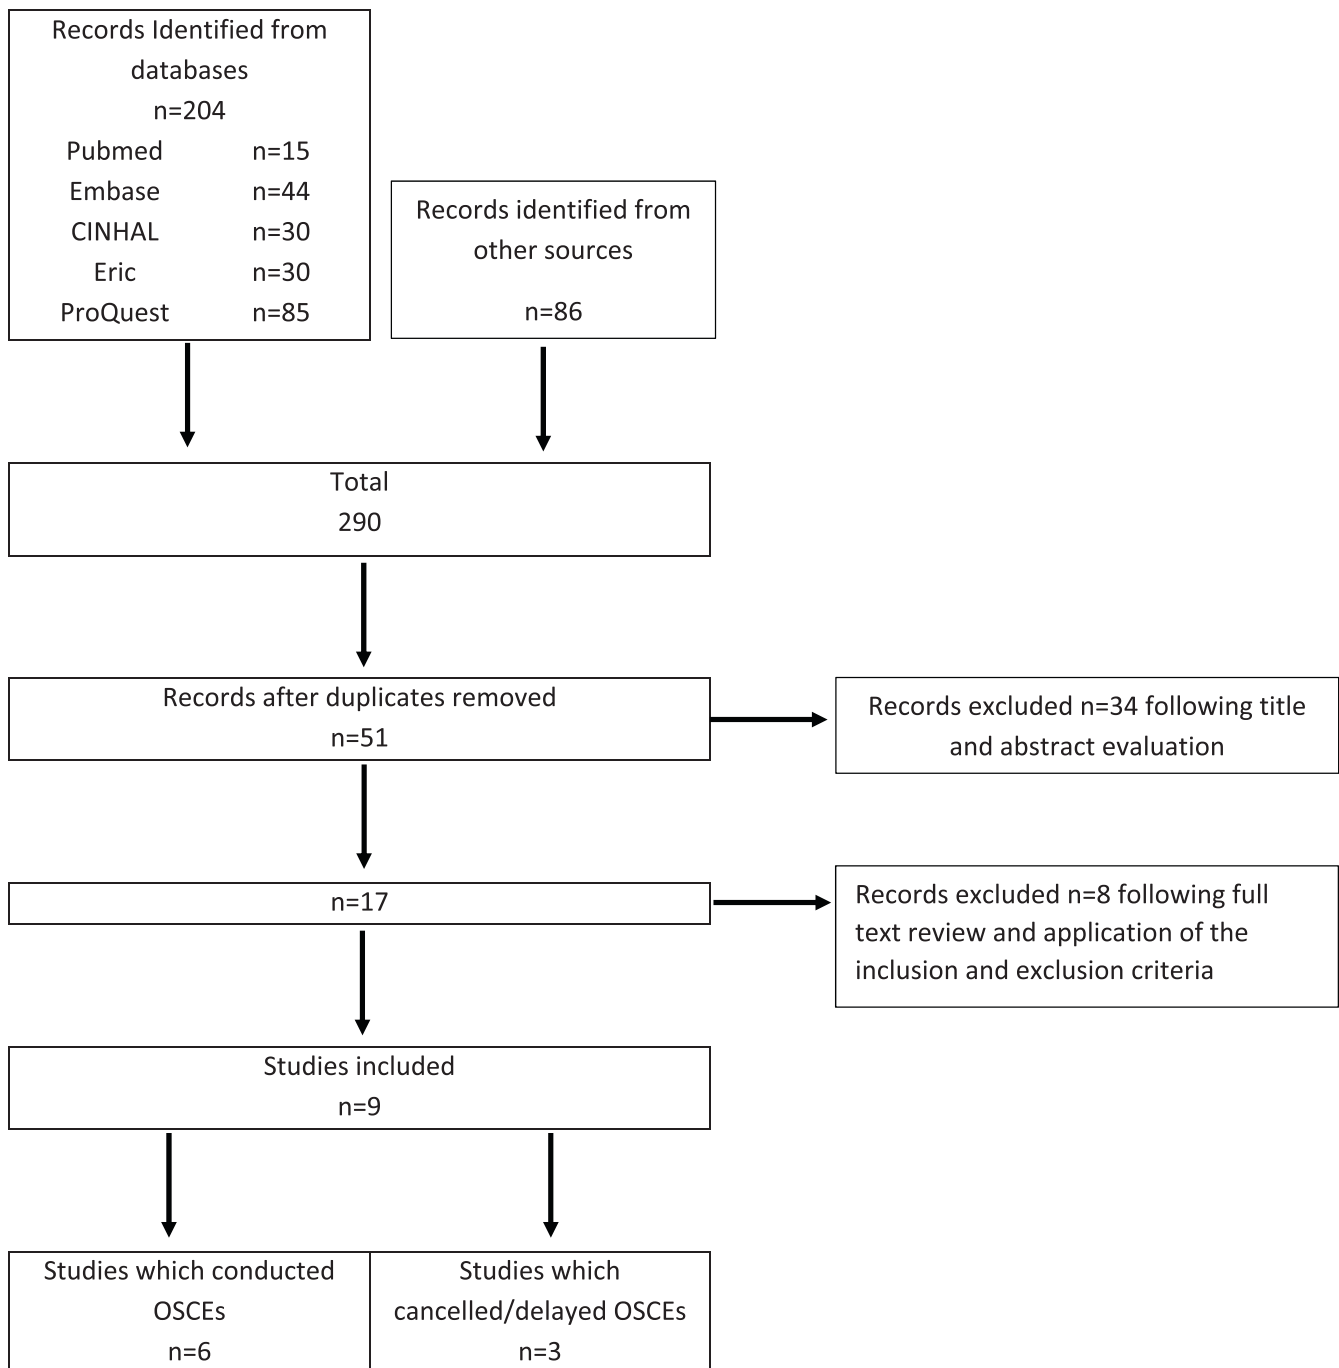 Records Identified from
databases
n=204
Pubmed n=15
Embase n=44
CINHAL n=30
Eric n=30
ProQuest n=85
Records identified from
other sources
n=86
Total
290
Records after duplicates removed
n=51
Records excluded n=34 following title
and abstract evaluation
n=17
Records excluded n=8 following full
text review and application of the
inclusion and exclusion criteria
Studies included
n=9
Studies which conducted
OSCEs
n=6
Studies which
cancelled/delayed OSCEs
n=3